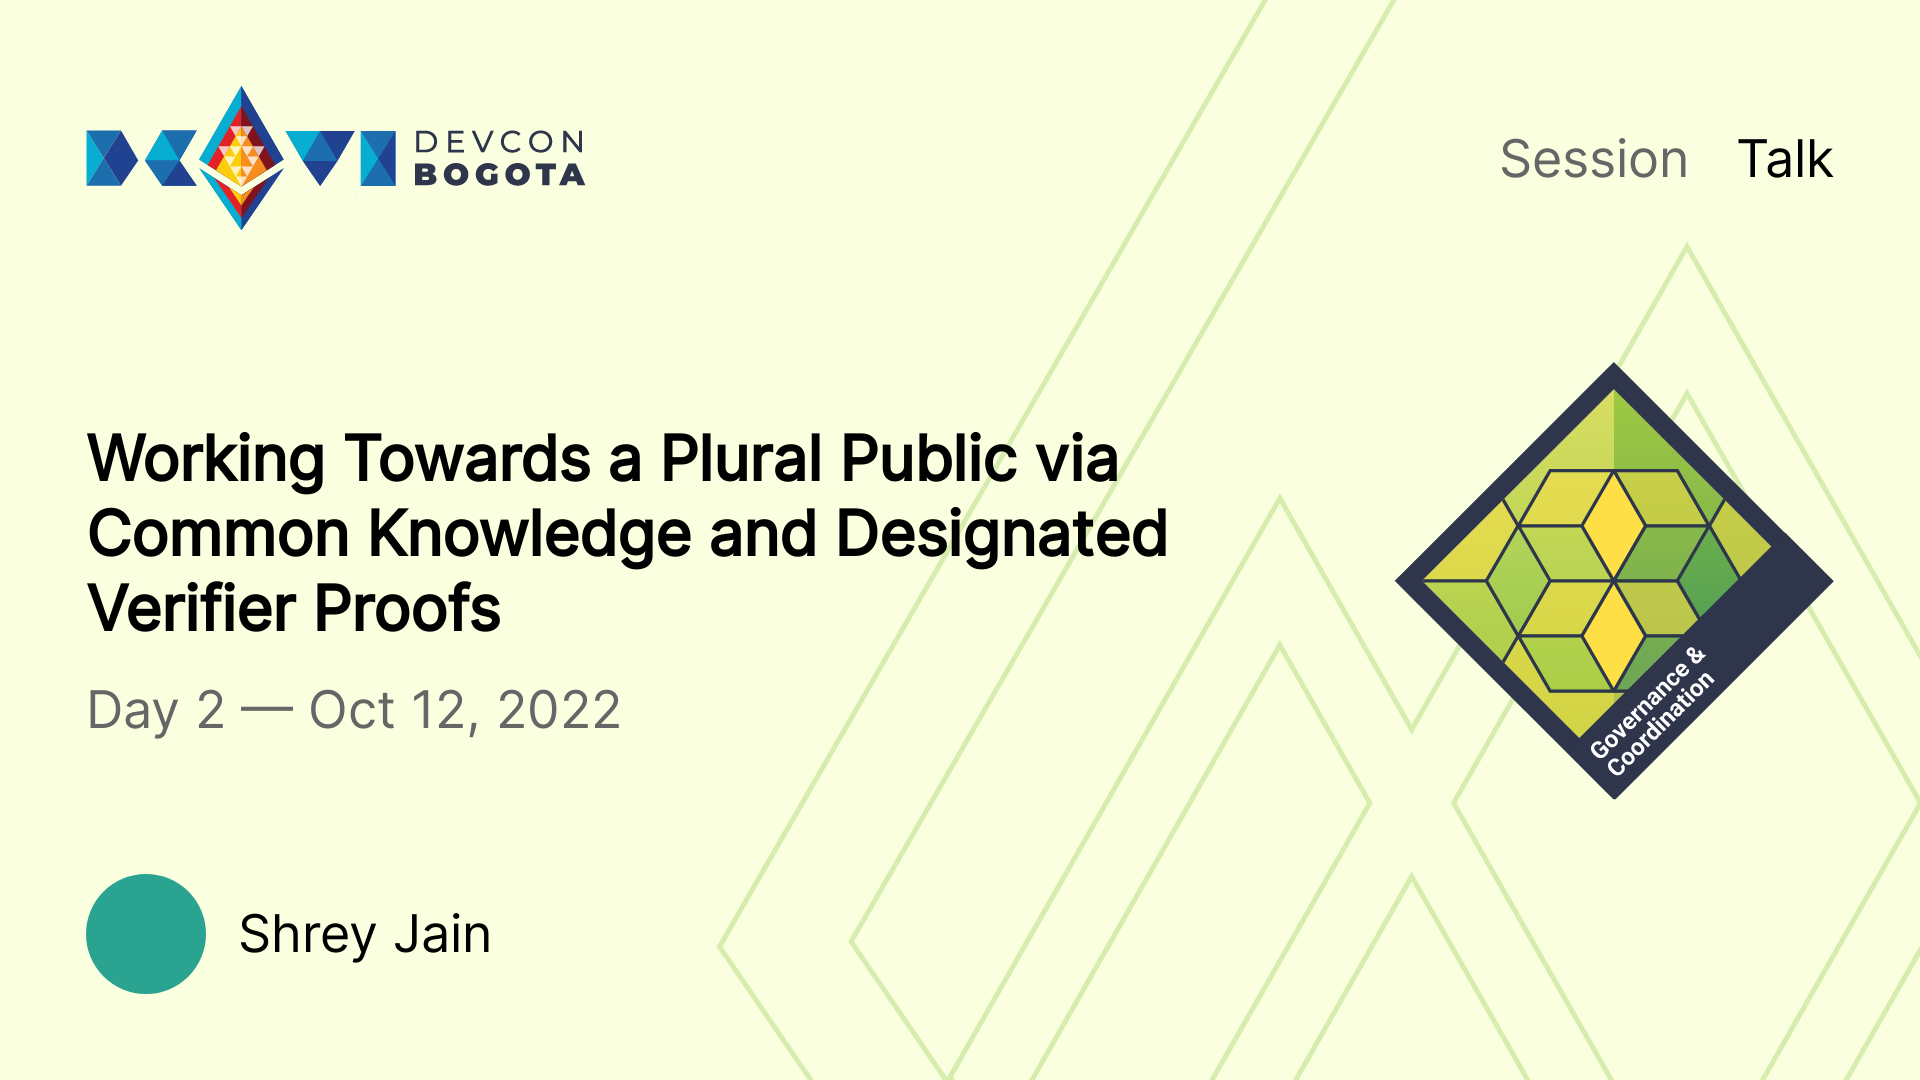 DEVCON
BOGOTA
Session Talk
Working Towards a Plural Public via
Common Knowledge and Designated
Verifier Proofs
Day 2 — Oct 12, 2022
Governance &
Coordination
Shrey Jain